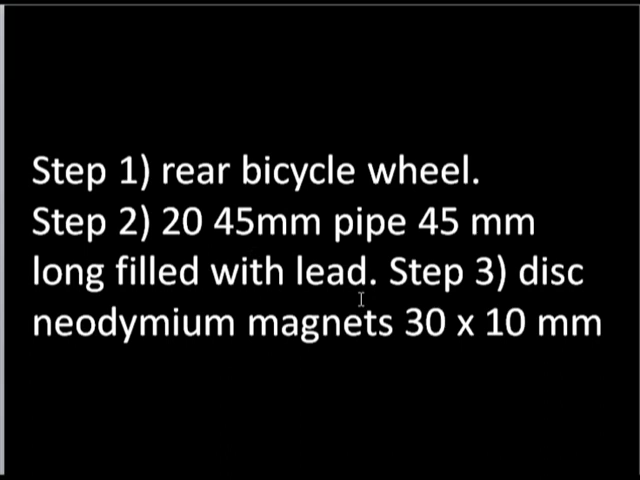 Step 1) rear bicycle wheel.
Step 2) 20 45mm pipe 45 mm
long filled with lead. Step 3) disc
neodymium magnets 30 x 10 mm